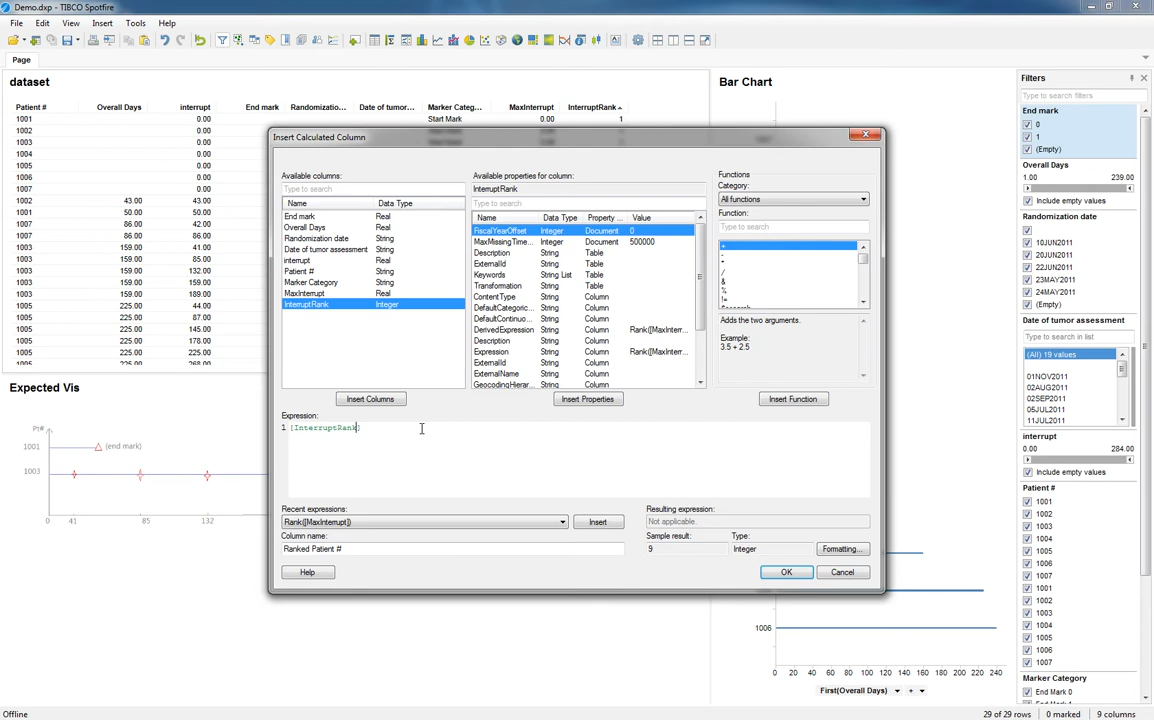 Demo.dxp - TIBCO Spotfire
File Edit View Insert Tools Help
Page
dataset
Patient # Overall Days interrupt End mark Randomizatio... Date of tumor... Marker Categ... MaxInterrupt InterruptRank
1001 0.00 Start Mark 0.00 1
1002 0.00
1003 0.00
1004 0.00
1005 0.00
1006 0.00
1007 0.00
1002 43.00 43.00
1001 50.00 50.00
1007 86.00 42.00
1007 86.00 86.00
1003 159.00 41.00
1003 159.00 85.00
1003 159.00 132.00
1003 159.00 159.00
1003 159.00 189.00
1005 225.00 44.00
1005 225.00 87.00
1005 225.00 145.00
1005 225.00 178.00
1005 225.00 225.00
1005 225.00 268.00
Expected Vis
Pt#
1001 (end mark)
1003
0 41 85 132
Insert Calculated Column
Available columns:
Type to search
Name Data Type
End mark Real
Overall Days Real
Randomization date String
Date of tumor assessment String
interrupt Real
Patient # String
Marker Category String
MaxInterrupt Real
InterruptRank Integer
Insert Columns
Available properties for column:
InterruptRank
Type to search
Name Data Type Property ... Value
FiscalYearOffset Integer Document 0
MaxMissingTime... Integer Document 500000
Description String Table
ExternalId String Table
Keywords String List Table
Transformation String Table
ContentType String Column
DefaultCategoric... String Column
DefaultContinuo... String Column
DerivedExpression String Column Rank([MaxInterr...
Description String Column
Expression String Column Rank([MaxInterr...
ExternalId String Column
ExternalName String Column
GeocodingHierar... String Column
Insert Properties
Functions
Category:
All functions
Function:
Type to search
+
-
*
/
&
%
!=
Adds the two arguments.
Example:
3.5 + 2.5
Insert Function
Expression:
1 [InterruptRank]
Recent expressions:
Rank([MaxInterrupt])
Insert
Resulting expression:
Not applicable.
Column name:
Ranked Patient #
Sample result:
9
Type:
Integer
Formatting...
Help
OK
Cancel
Bar Chart
1006
0 20 40 60 80 100 120 140 160 180 200 220 240
First(Overall Days) +
Filters
Type to search filters
End mark
0
1
(Empty)
Overall Days
1.00 239.00
Include empty values
Randomization date
10JUN2011
20JUN2011
22JUN2011
23MAY2011
24MAY2011
(Empty)
Date of tumor assessment
Type to search in list
(All) 19 values
01NOV2011
02AUG2011
02SEP2011
05JUL2011
11JUL2011
interrupt
0.00 284.00
Include empty values
Patient #
1001
1002
1003
1004
1005
1006
1007
1001
1002
1003
1004
1005
1006
1007
Marker Category
End Mark 0
Offline
29 of 29 rows 0 marked 9 columns